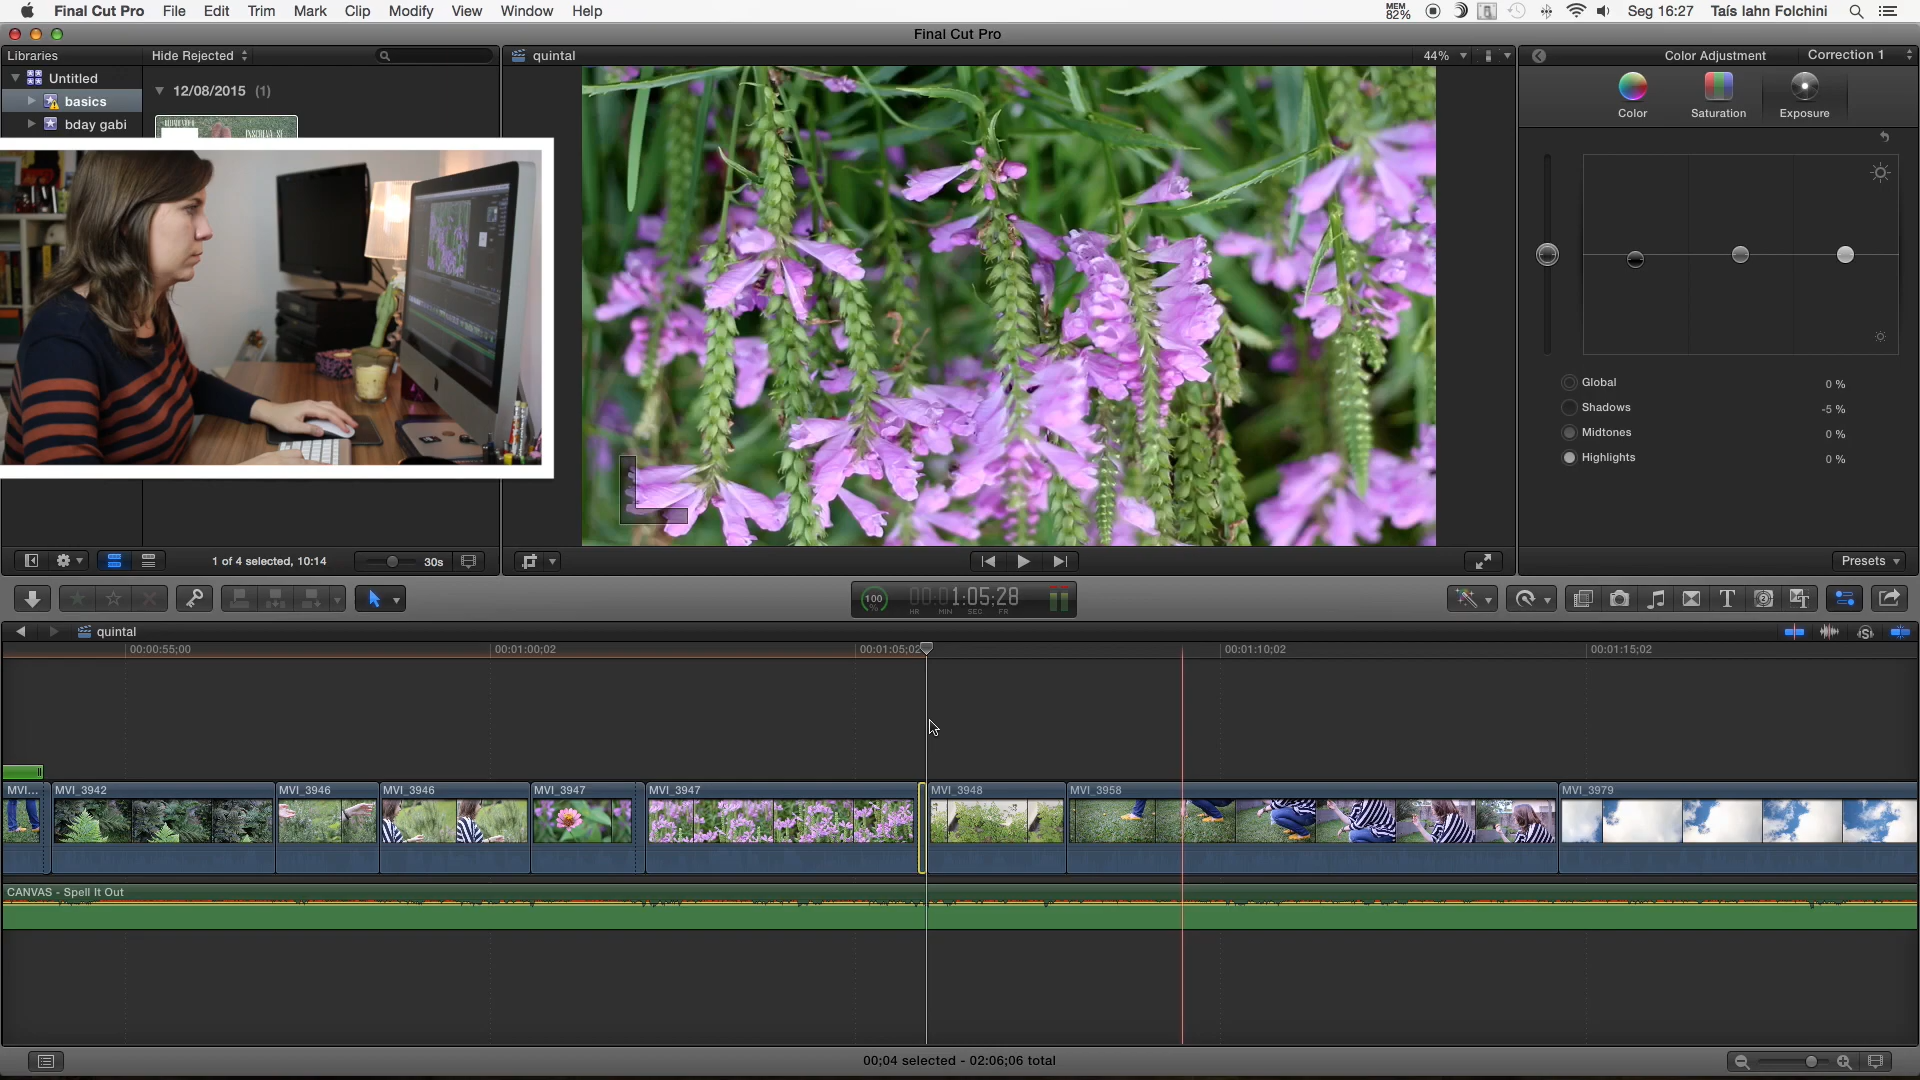 Final Cut Pro File Edit Trim Mark Clip Modify View Window Help MEM 82% Seg 16:27 Taís Iahn Folchini
Final Cut Pro
Libraries Hide Rejected quintal 44% Color Adjustment Correction 1
Untitled
12/08/2015 (1)
basics
bday gabi
Color Saturation Exposure
Global 0 %
Shadows -5 %
Midtones 0 %
Highlights 0 %
1 of 4 selected, 10:14 30s Presets
100 % 00:01:05:28
HR MIN SEC FR
quintal
00:00:55;00 00:01:00;02 00:01:05;02 00:01:10;02 00:01:15;02
MVI... MVI_3942 MVI_3946 MVI_3946 MVI_3947 MVI_3947 MVI_3948 MVI_3958 MVI_3979
CANVAS - Spell It Out
00;04 selected - 02:06;06 total